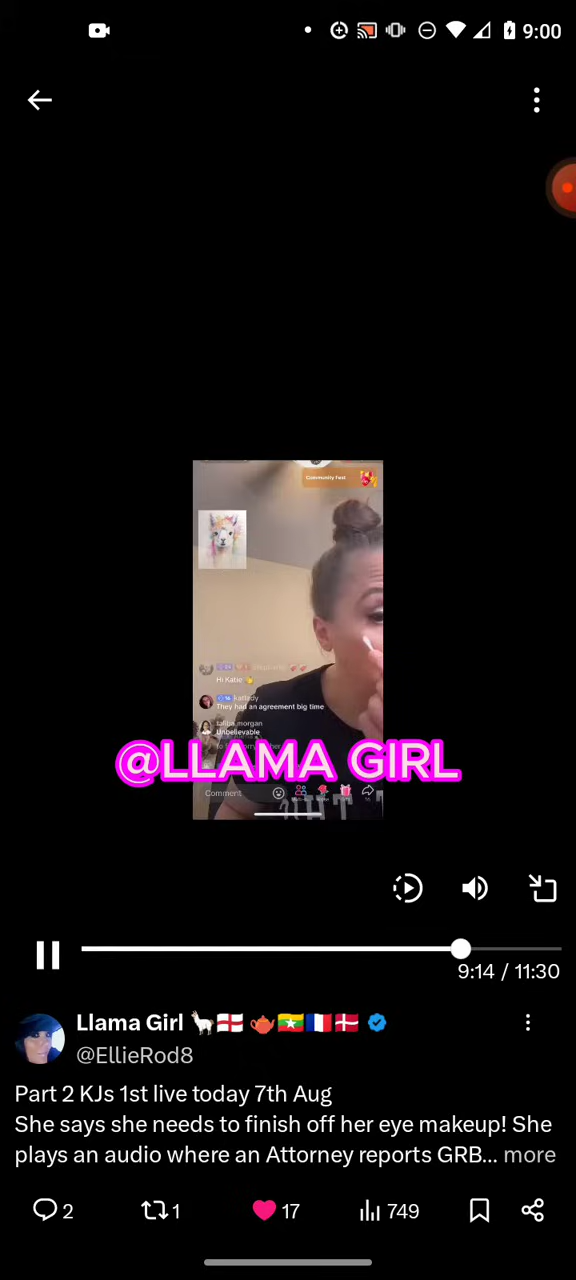 9:00
Community Fest
Hi Katie
They had an agreement big time
talina.morgan
Unbelievable
@LLAMA GIRL
Comment
9:14 / 11:30
Llama Girl
@EllieRod8
Part 2 KJs 1st live today 7th Aug
She says she needs to finish off her eye makeup! She
plays an audio where an Attorney reports GRB... more
2
1
17
749